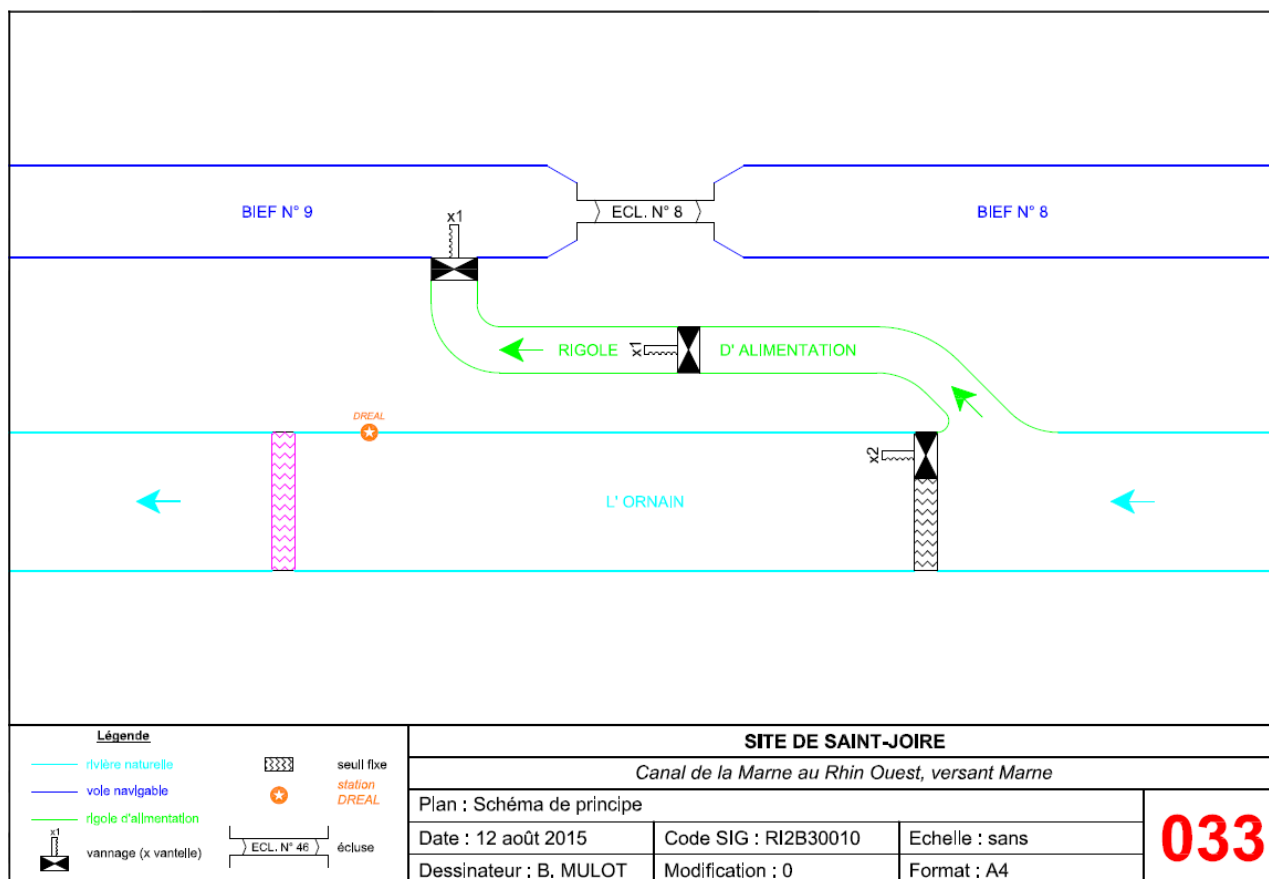 BIEF N° 9
x1
ECL. N° 8
BIEF N° 8
RIGOLE
x1
D' ALIMENTATION
DREAL
x2
L' ORNAIN
Légende
rivière naturelle
voie navigable
rigole d'alimentation
x1
vannage (x vantelle)
seuil fixe
station
DREAL
ECL. N° 46
écluse
SITE DE SAINT-JOIRE
Canal de la Marne au Rhin Ouest, versant Marne
Plan : Schéma de principe
Date : 12 août 2015
Code SIG : RI2B30010
Echelle : sans
Dessinateur : B. MULOT
Modification : 0
Format : A4
033